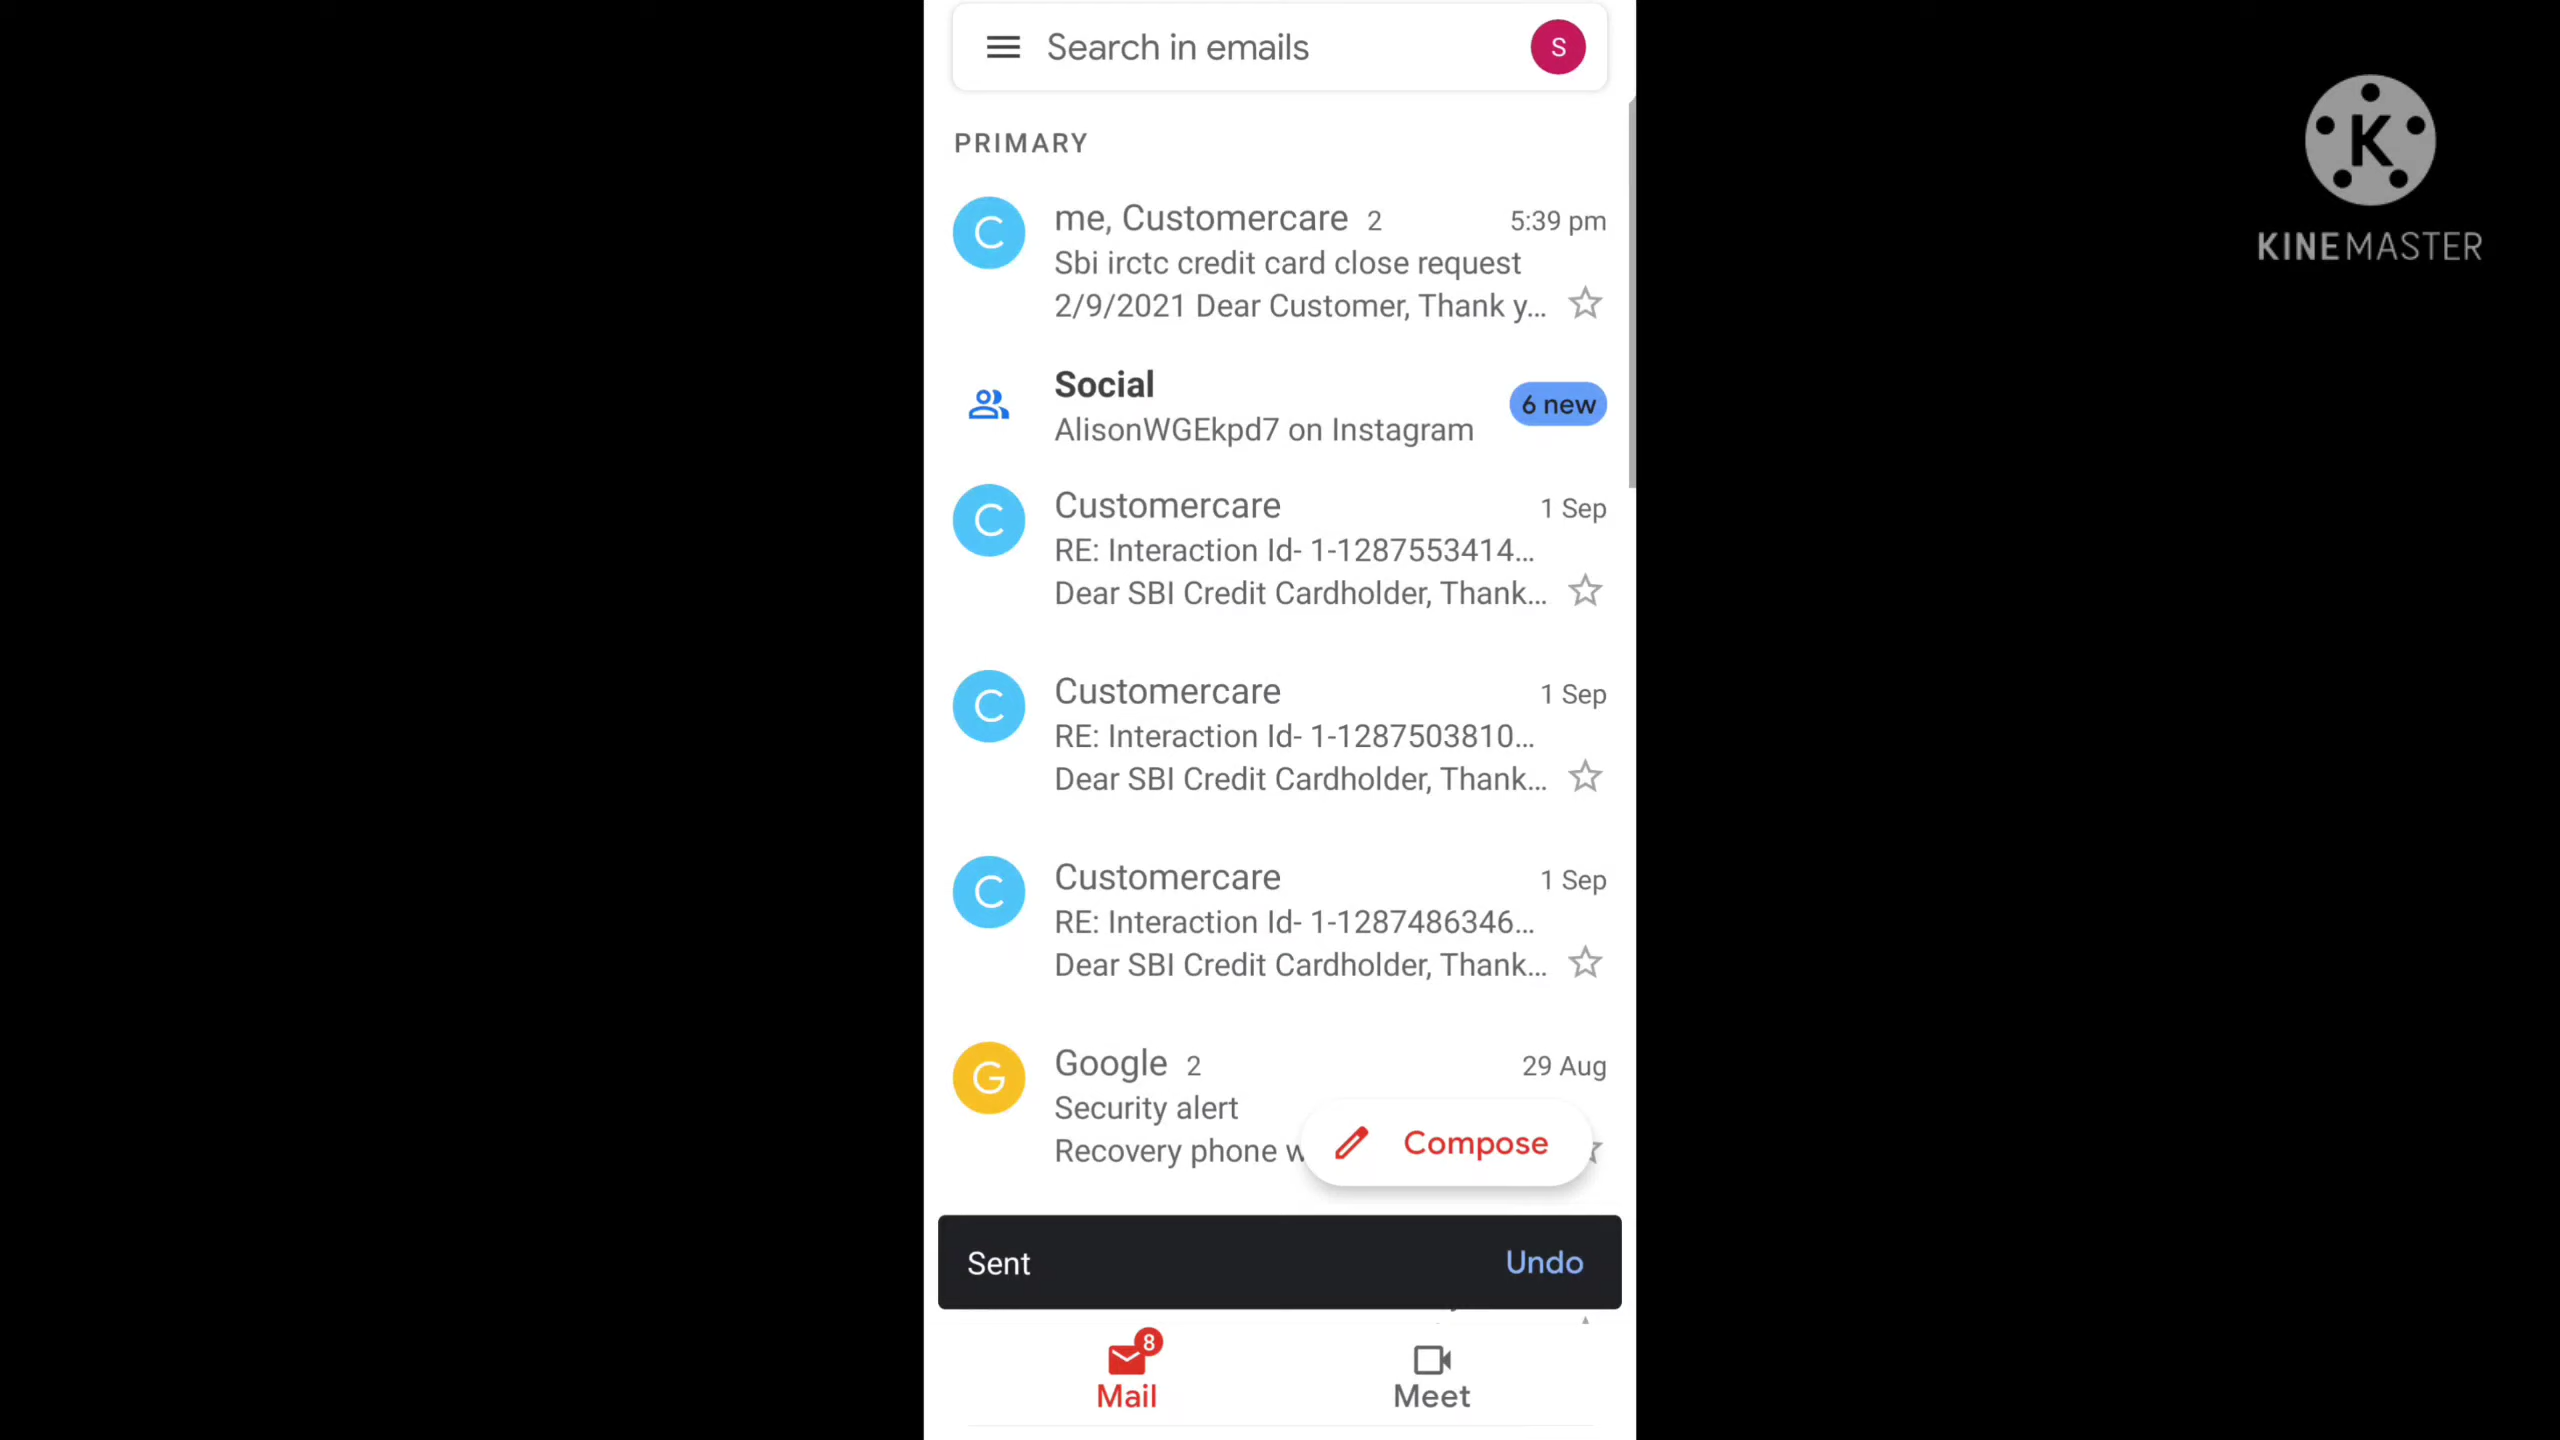 Search in emails
S
K
KINEMASTER
PRIMARY
C
me, Customercare 2 5:39 pm
Sbi irctc credit card close request
2/9/2021 Dear Customer, Thank y...
Social
6 new
AlisonWGEkpd7 on Instagram
C
Customercare 1 Sep
RE: Interaction Id- 1-1287553414...
Dear SBI Credit Cardholder, Thank...
C
Customercare 1 Sep
RE: Interaction Id- 1-1287503810...
Dear SBI Credit Cardholder, Thank...
C
Customercare 1 Sep
RE: Interaction Id- 1-1287486346...
Dear SBI Credit Cardholder, Thank...
G
Google 2 29 Aug
Security alert
Recovery phone
Compose
Sent Undo
8
Mail Meet